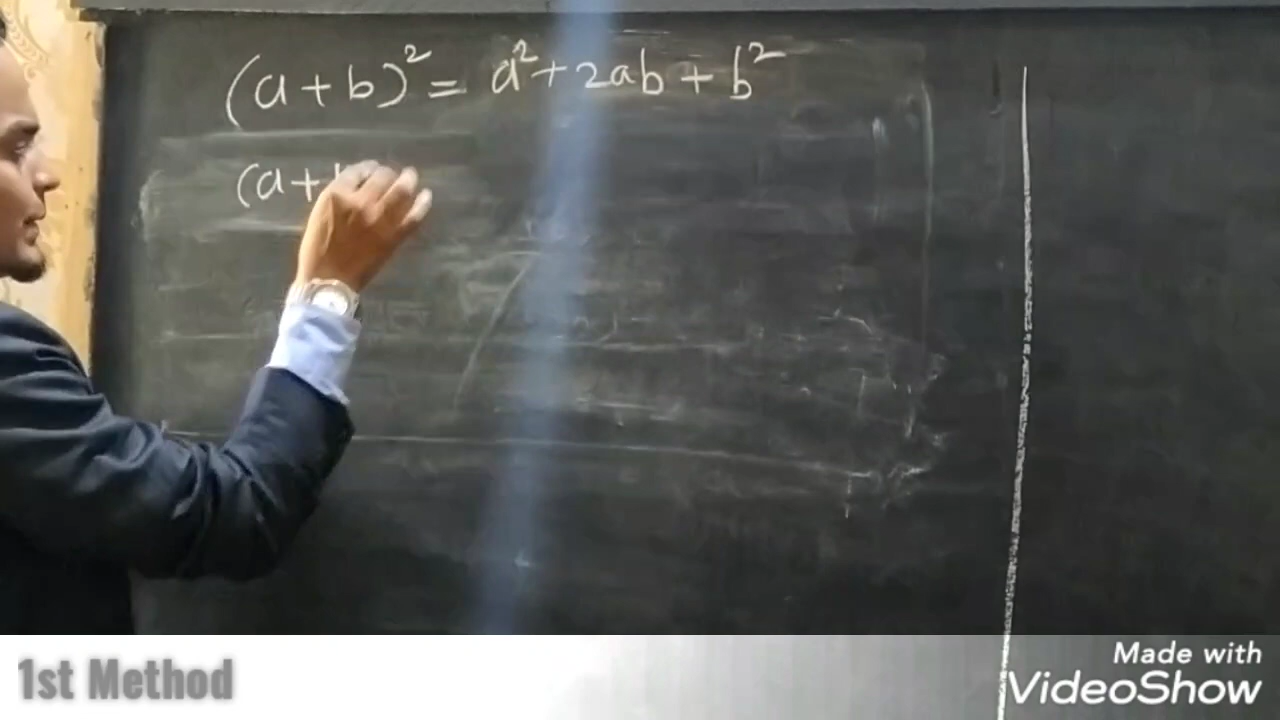 (a+b)² = a²+2ab+b²
(a+
1st Method
Made with
VideoShow